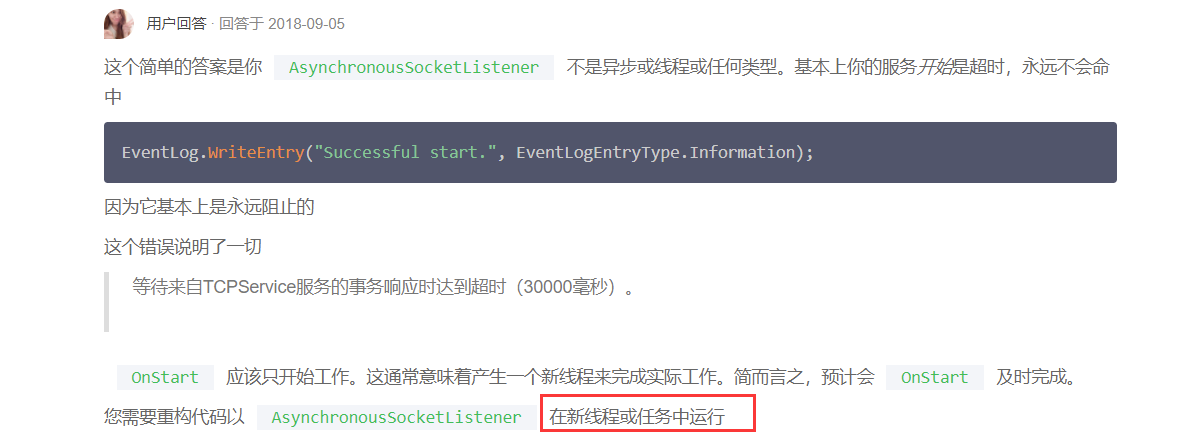 用户回答 · 回答于 2018-09-05
这个简单的答案是你 AsynchronousSocketListener 不是异步或线程或任何类型。基本上你的服务开始是超时，永远不会命
中
EventLog.WriteEntry("Successful start.", EventLogEntryType.Information);
因为它基本上是永远阻止的
这个错误说明了一切
等待来自TCPService服务的事务响应时达到超时（30000毫秒）。
OnStart 应该只开始工作。这通常意味着产生一个新线程来完成实际工作。简而言之，预计会 OnStart 及时完成。
您需要重构代码以 AsynchronousSocketListener 在新线程或任务中运行